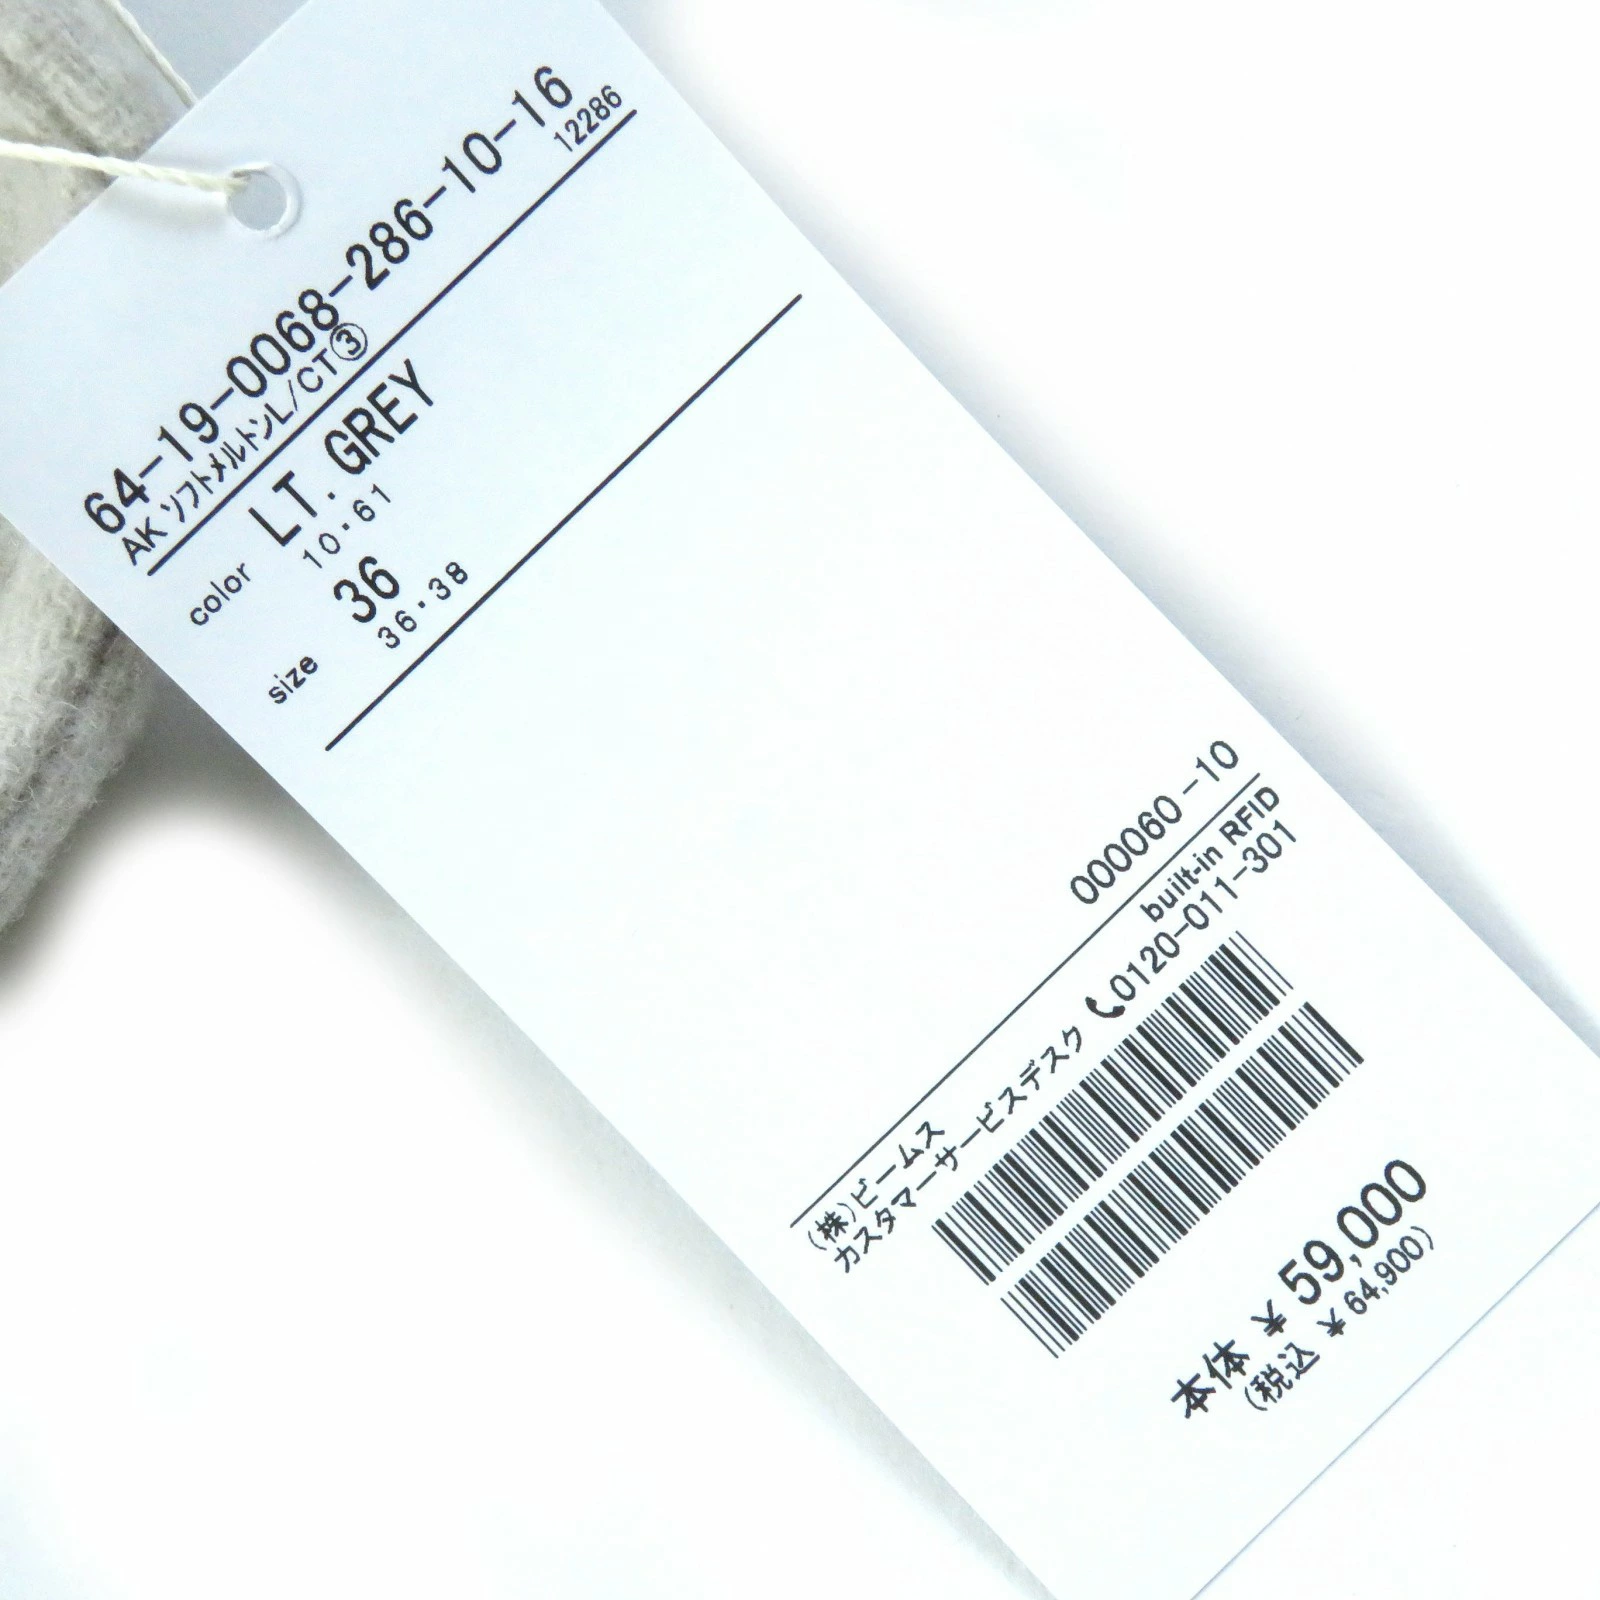 64-19-0068-286-10-16
AK ソフトメルトンL/CT③ 12286
color LT. GREY
10・61
size 36
36・38
000060-10
built-in RFID
(株)ビームス
カスタマーサービスデスク 0120-011-301
本体 ¥59,000
(税込 ¥64,900)